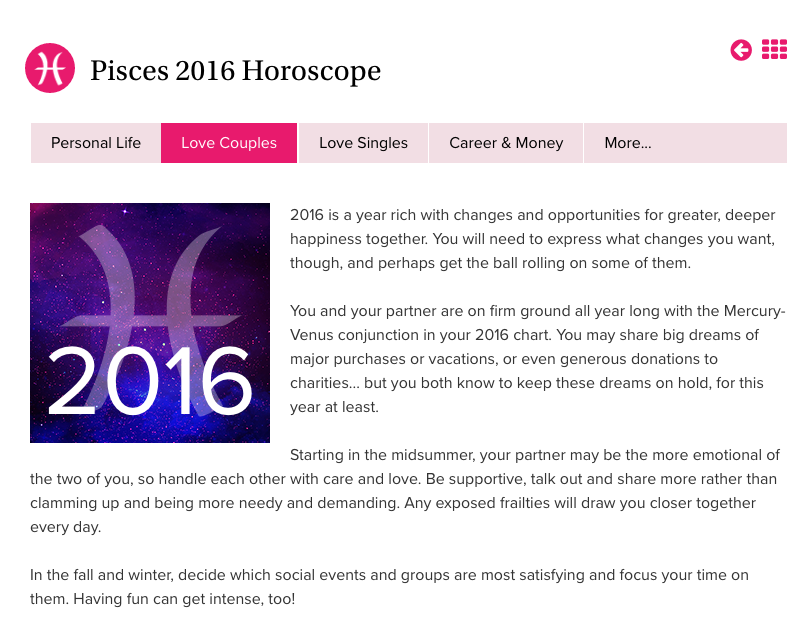 Pisces 2016 Horoscope
Personal Life
Love Couples
Love Singles
Career & Money
More...
2016
2016 is a year rich with changes and opportunities for greater, deeper
happiness together. You will need to express what changes you want,
though, and perhaps get the ball rolling on some of them.
You and your partner are on firm ground all year long with the Mercury-
Venus conjunction in your 2016 chart. You may share big dreams of
major purchases or vacations, or even generous donations to
charities... but you both know to keep these dreams on hold, for this
year at least.
Starting in the midsummer, your partner may be the more emotional of
the two of you, so handle each other with care and love. Be supportive, talk out and share more rather than
clamming up and being more needy and demanding. Any exposed frailties will draw you closer together
every day.
In the fall and winter, decide which social events and groups are most satisfying and focus your time on
them. Having fun can get intense, too!